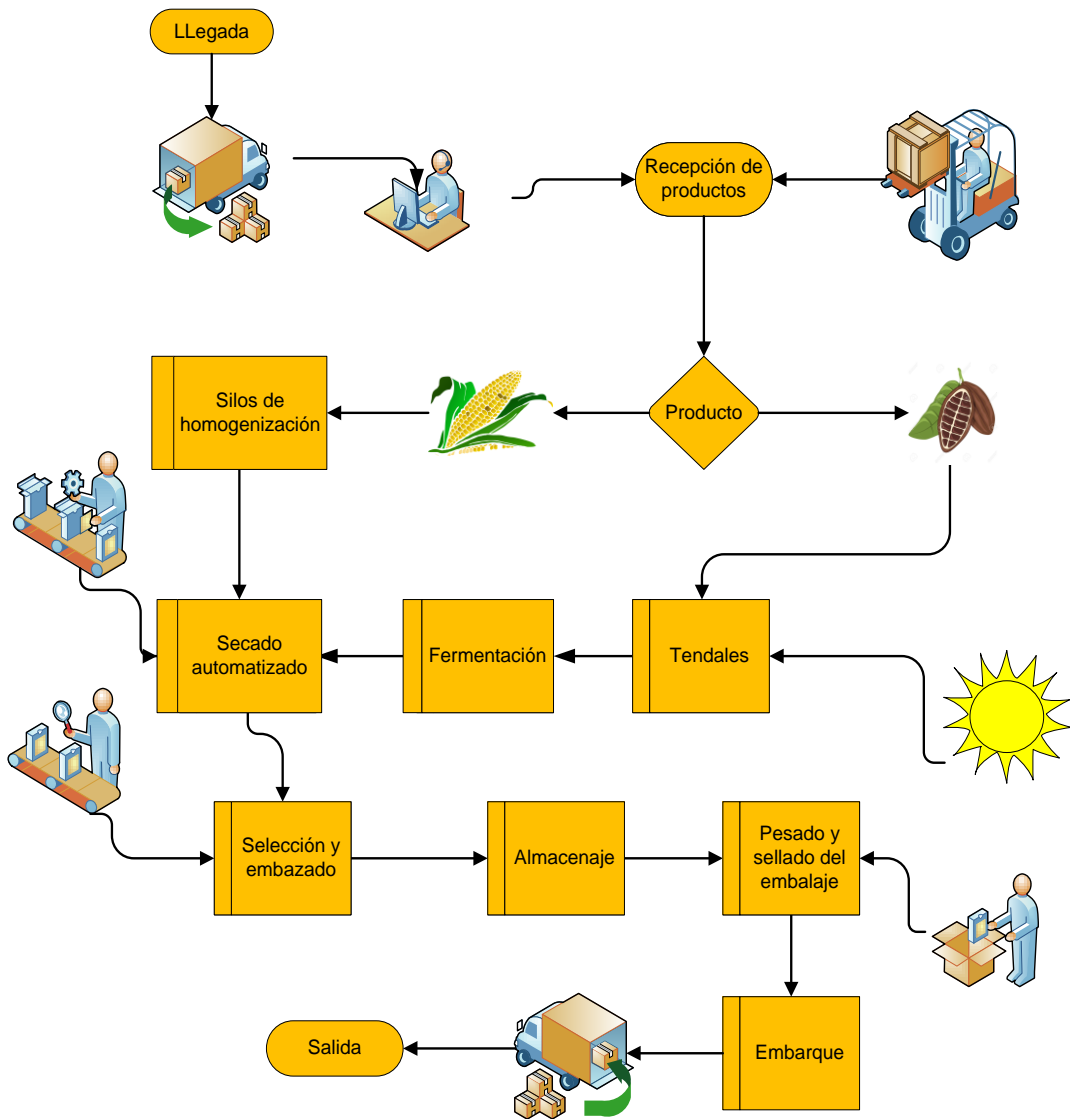 LLegada
Recepción de
productos
Silos de
homogenización
Producto
Secado
automatizado
Fermentación
Tendales
Selección y
embazado
Almacenaje
Pesado y
sellado del
embalaje
Salida
Embarque